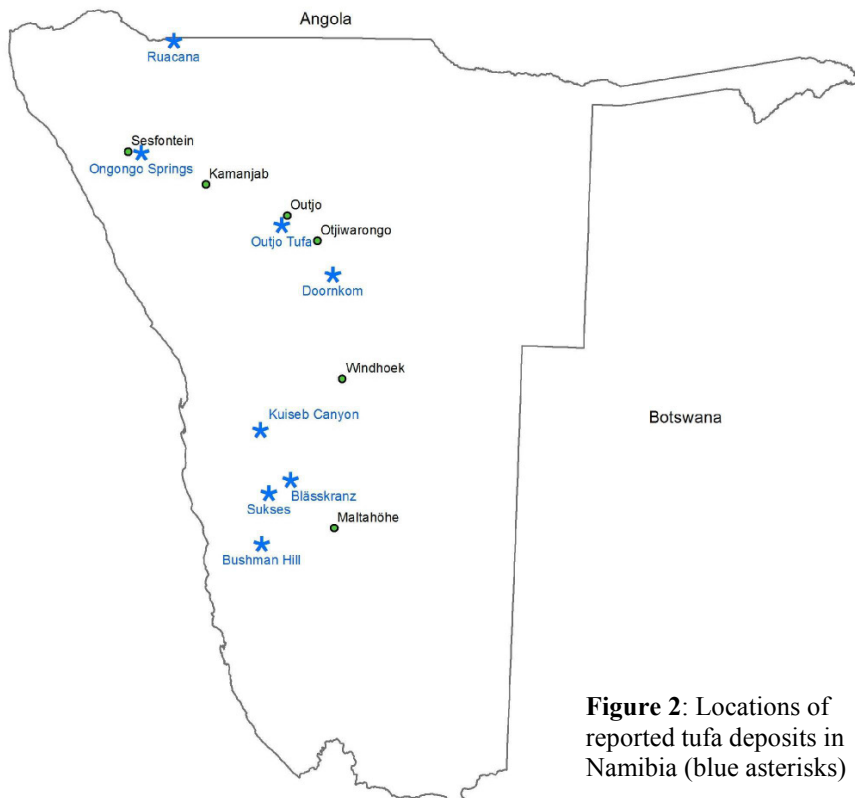 Angola
Ruacana
Sesfontein
Ongongo Springs
Kamanjab
Outjo
Outjo Tufa
Otjiwarongo
Doornkom
Windhoek
Kuiseb Canyon
Botswana
Blässkranz
Sukses
Maltahöhe
Bushman Hill
Figure 2: Locations of
reported tufa deposits in
Namibia (blue asterisks)